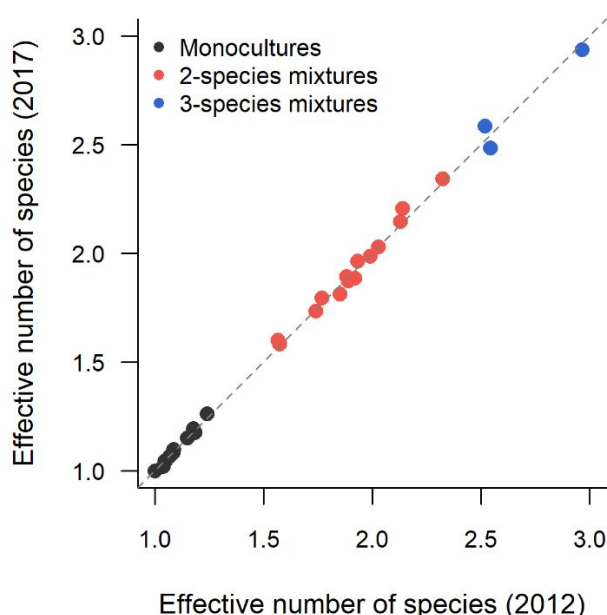 Monocultures
2-species mixtures
3-species mixtures
Effective number of species (2017)
3.0
2.5
2.0
1.5
1.0
1.0 1.5 2.0 2.5 3.0
Effective number of species (2012)